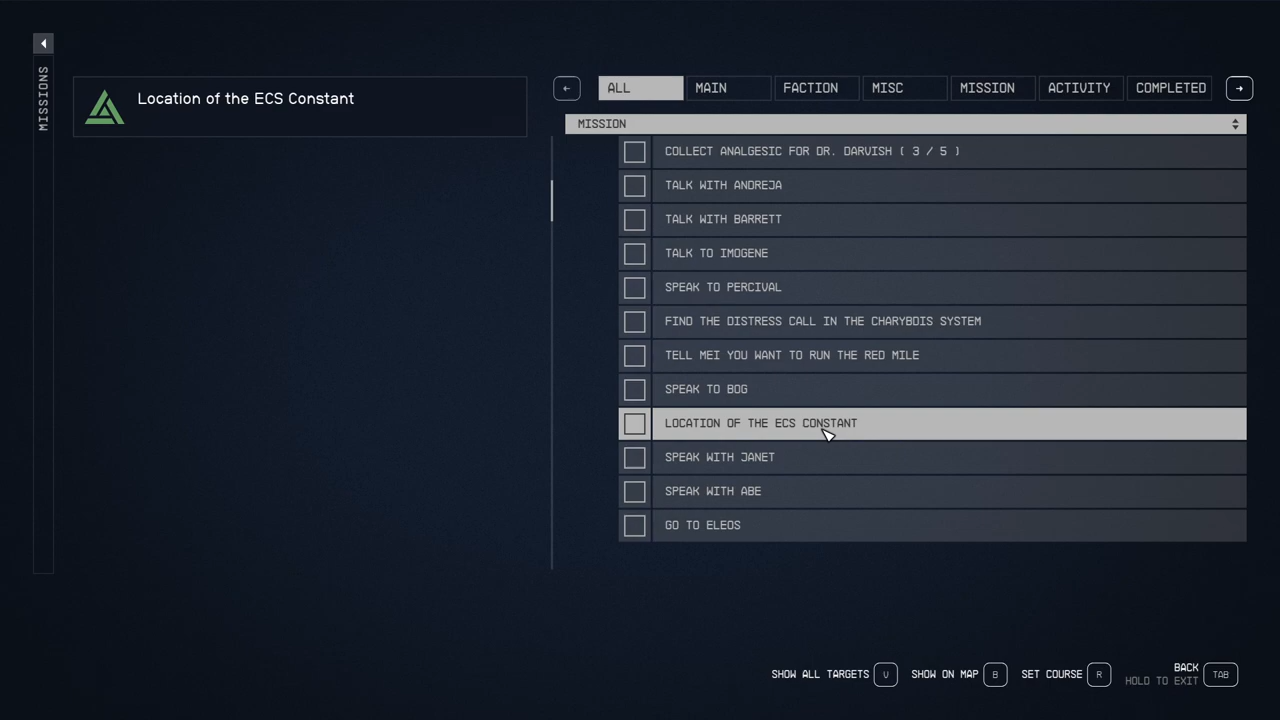 MISSIONS
Location of the ECS Constant
ALL
MAIN
FACTION
MISC
MISSION
ACTIVITY
COMPLETED
MISSION
COLLECT ANALGESIC FOR DR. DARVISH ( 3 / 5 )
TALK WITH ANDREJA
TALK WITH BARRETT
TALK TO IMOGENE
SPEAK TO PERCIVAL
FIND THE DISTRESS CALL IN THE CHARYBDIS SYSTEM
TELL MEI YOU WANT TO RUN THE RED MILE
SPEAK TO BOG
LOCATION OF THE ECS CONSTANT
SPEAK WITH JANET
SPEAK WITH ABE
GO TO ELEOS
SHOW ALL TARGETS V
SHOW ON MAP B
SET COURSE R
BACK
HOLD TO EXIT
TAB